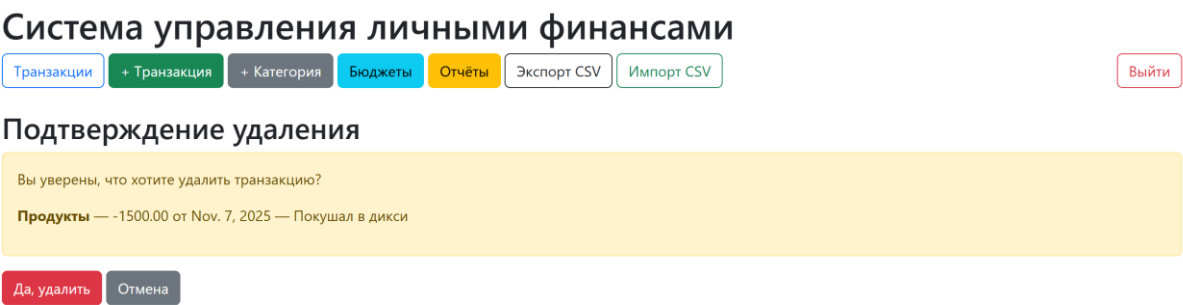 Система управления личными финансами
Транзакции + Транзакция + Категория Бюджеты Отчёты Экспорт CSV Импорт CSV Выйти
Подтверждение удаления
Вы уверены, что хотите удалить транзакцию?
Продукты — -1500.00 от Nov. 7, 2025 — Покушал в дикси
Да, удалить Отмена